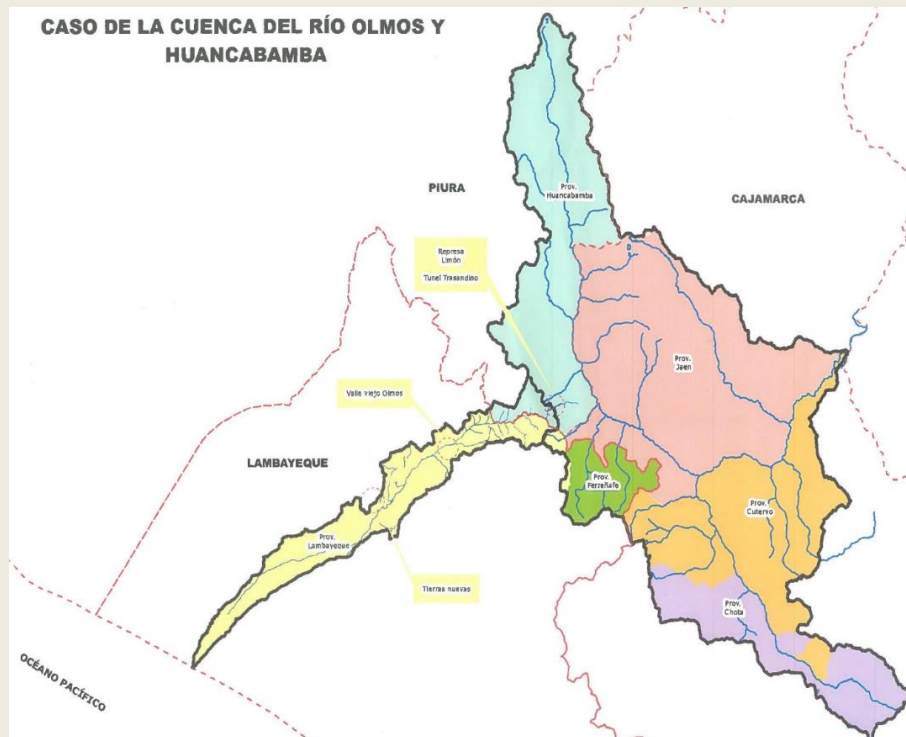 CASO DE LA CUENCA DEL RÍO OLMOS Y
HUANCABAMBA
PIURA
CAJAMARCA
Prov.
Huancabamba
Represa
Limón
Tunel Trasandino
Prov.
Jaen
Valle Viejo Olmos
LAMBAYEQUE
Prov.
Ferreñafe
Prov.
Cutervo
Prov.
Lambayeque
Tierras nuevas
Prov.
Chota
OCÉANO PACÍFICO